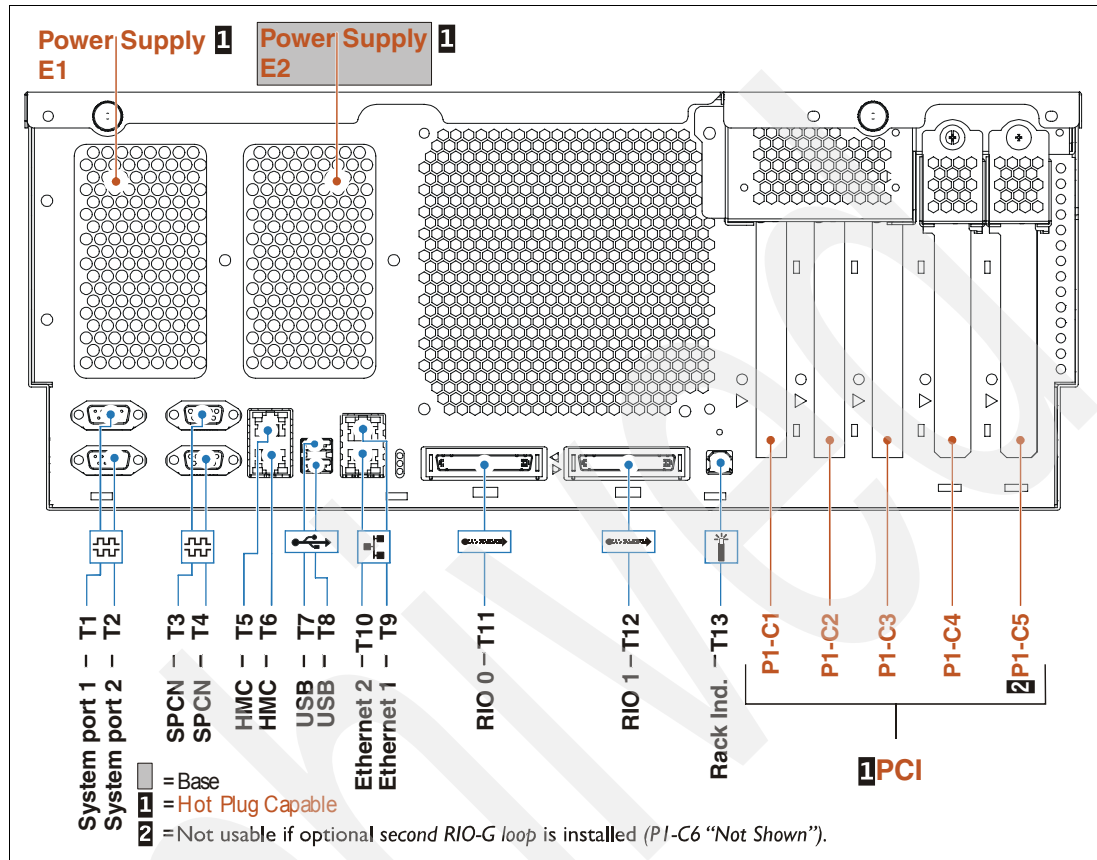 Power Supply 1
E1
Power Supply 1
E2
System port 1 – T1
System port 2 – T2
SPCN – T3
SPCN – T4
HMC – T5
HMC – T6
USB – T7
USB – T8
Ethernet 2 – T10
Ethernet 1 – T9
RIO 0 – T11
RIO 1 – T12
Rack Ind. – T13
P1-C1
P1-C2
P1-C3
P1-C4
2 P1-C5
1 PCI
= Base
1 = Hot Plug Capable
2 = Not usable if optional second RIO-G loop is installed (P1-C6 “Not Shown”).